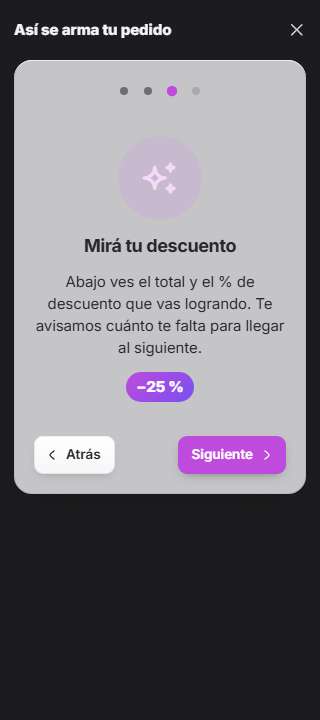 Así se arma tu pedido
Mirá tu descuento
Abajo ves el total y el % de
descuento que vas logrando. Te
avisamos cuánto te falta para llegar
al siguiente.
−25 %
Atrás
Siguiente